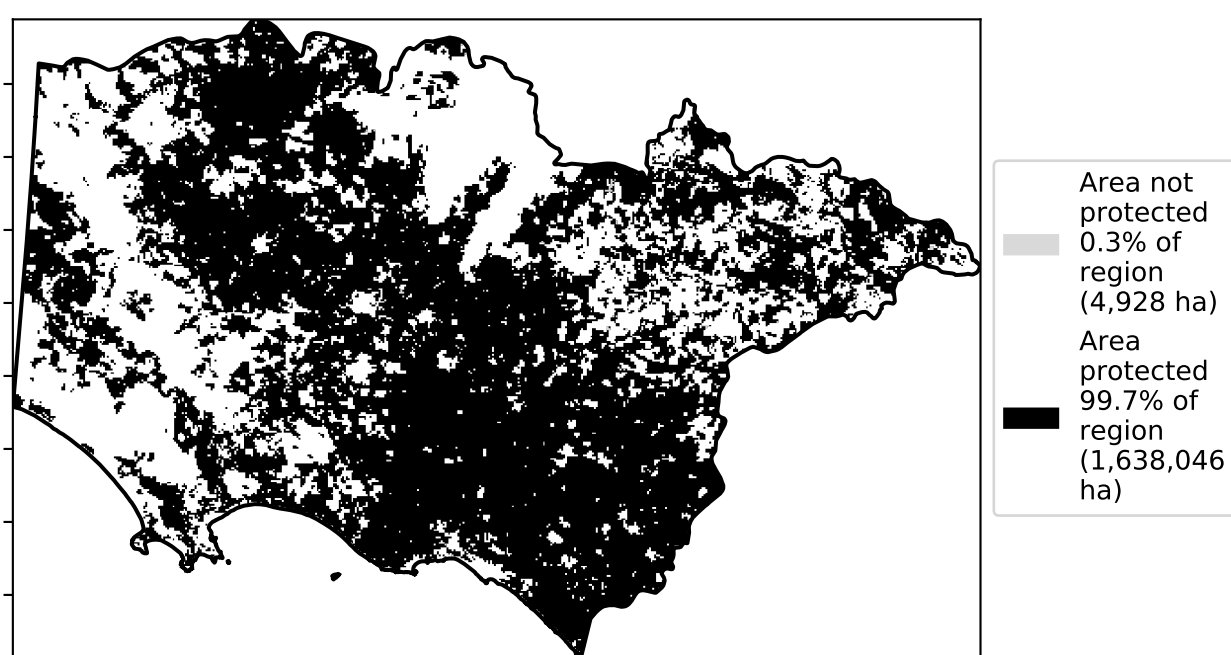 Area not
protected
0.3% of
region
(4,928 ha)
Area
protected
99.7% of
region
(1,638,046
ha)